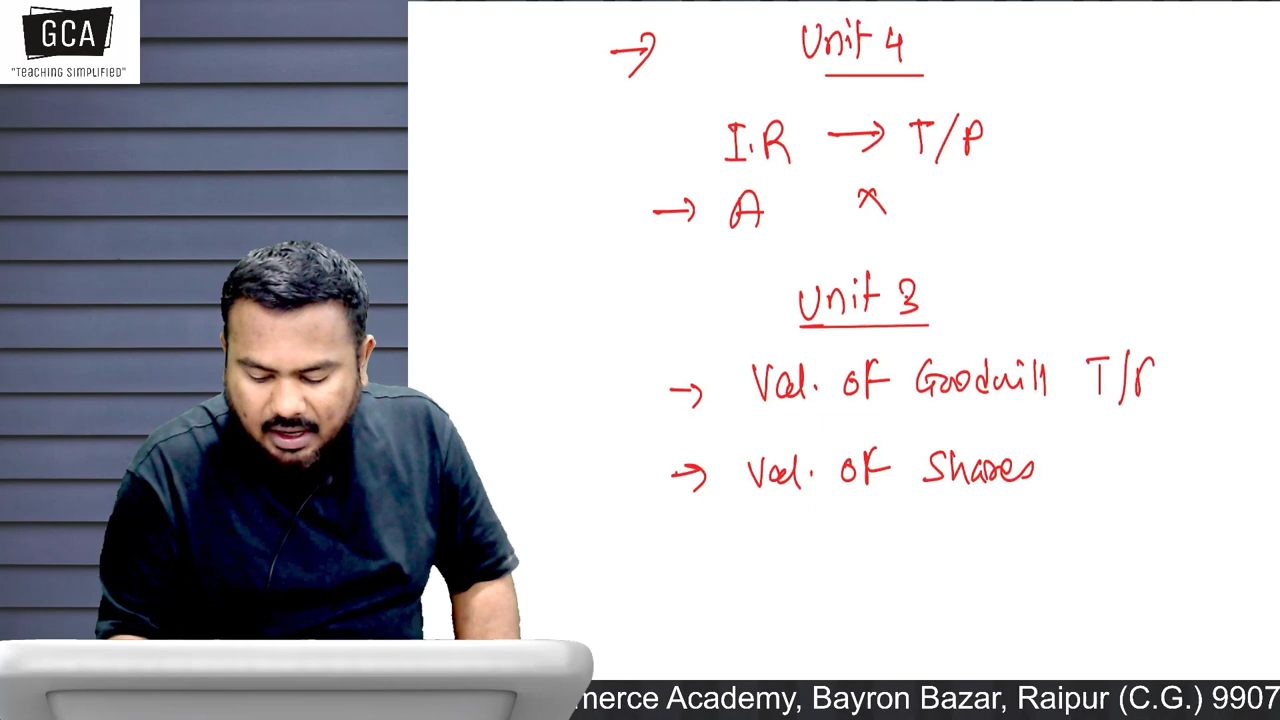 GCA
"TEACHING SIMPLIFIED"
→ Unit 4
I.R → T/P
→ A x
Unit 3
→ Val. of Goodwill T/P
→ Val. of Shares
merce Academy, Bayron Bazar, Raipur (C.G.) 9907